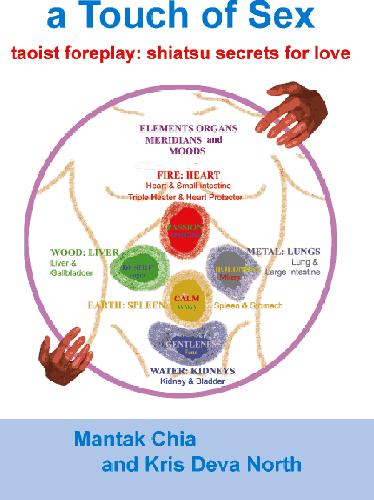 a Touch of Sex
taoist foreplay: shiatsu secrets for love
ELEMENTS ORGANS
MERIDIANS and
MOODS
FIRE: HEART
Heart & Small Intestine
Triple Heater & Heart Protector
PASSION
WOOD: LIVER
Liver &
Gallbladder
METAL: LUNGS
Lung &
Large Intestine
EARTH: SPLEEN
CALM
Spleen & Stomach
GENTLENESS
Fear
WATER: KIDNEYS
Kidney & Bladder
Mantak Chia
and Kris Deva North